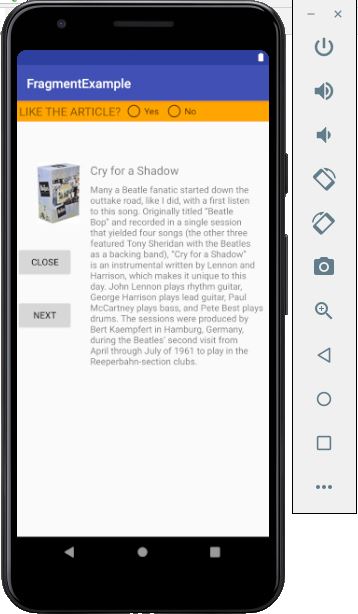 FragmentExample
LIKE THE ARTICLE? Yes No
Cry for a Shadow
Many a Beatle fanatic started down the
outtake road, like I did, with a first listen
to this song. Originally titled "Beatle
Bop" and recorded in a single session
that yielded four songs (the other three
featured Tony Sheridan with the Beatles
as a backing band), "Cry for a Shadow"
is an instrumental written by Lennon and
Harrison, which makes it unique to this
day. John Lennon plays rhythm guitar,
George Harrison plays lead guitar, Paul
McCartney plays bass, and Pete Best plays
drums. The sessions were produced by
Bert Kaempfert in Hamburg, Germany,
during the Beatles' second visit from
April through July of 1961 to play in the
Reeperbahn-section clubs.
CLOSE
NEXT